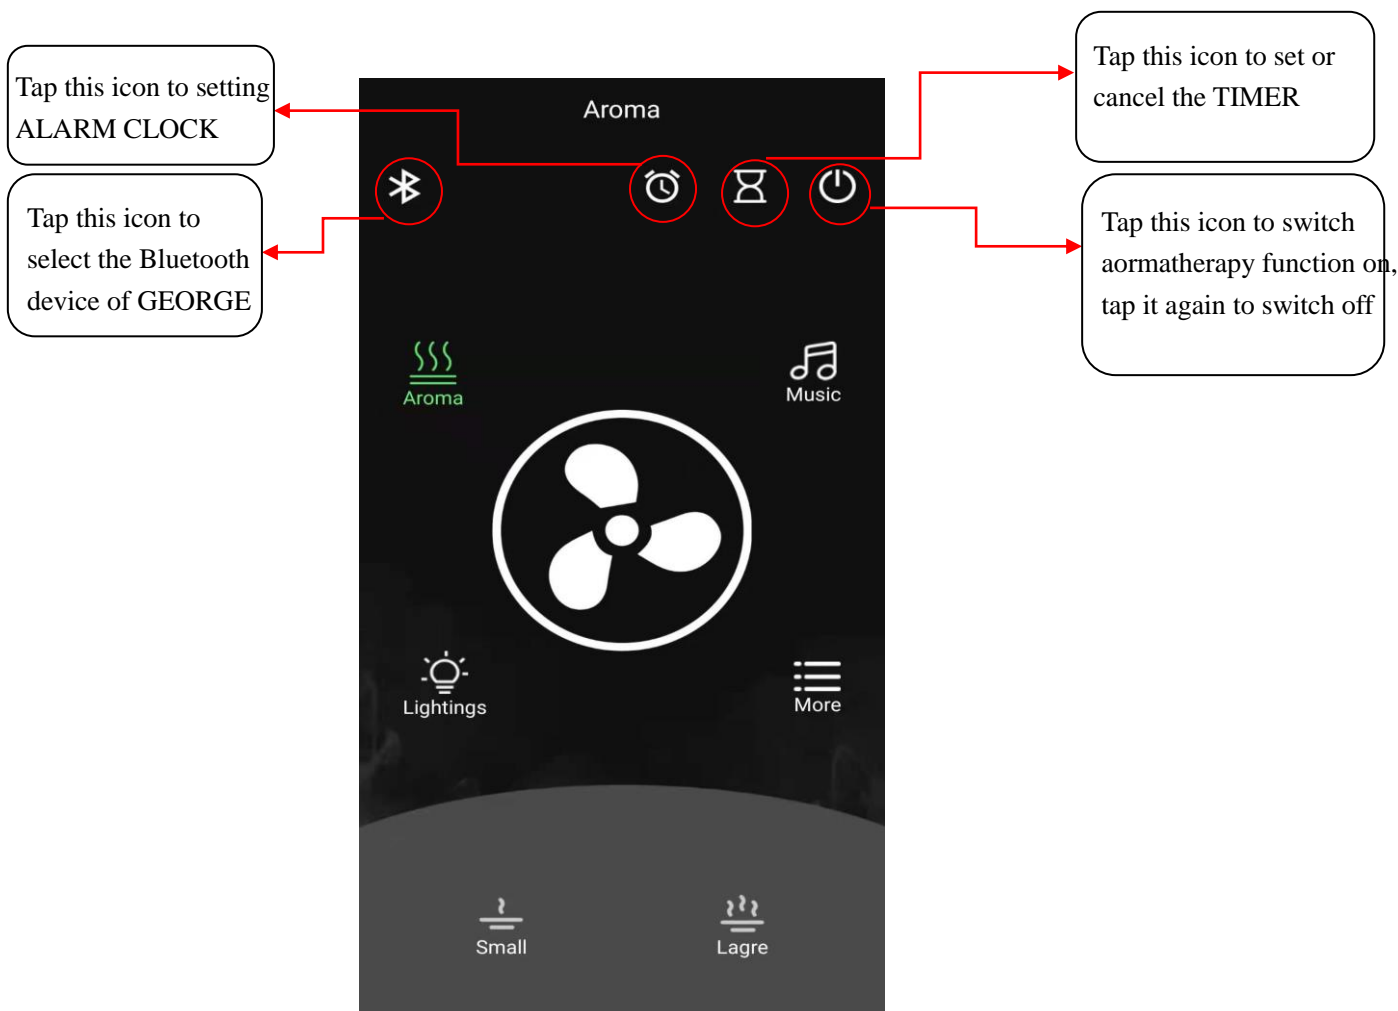 Tap this icon to setting
ALARM CLOCK
Tap this icon to
select the Bluetooth
device of GEORGE
Tap this icon to set or
cancel the TIMER
Tap this icon to switch
aormatherapy function on,
tap it again to switch off
Aroma
Aroma
Music
Lightings
More
Small
Lagre